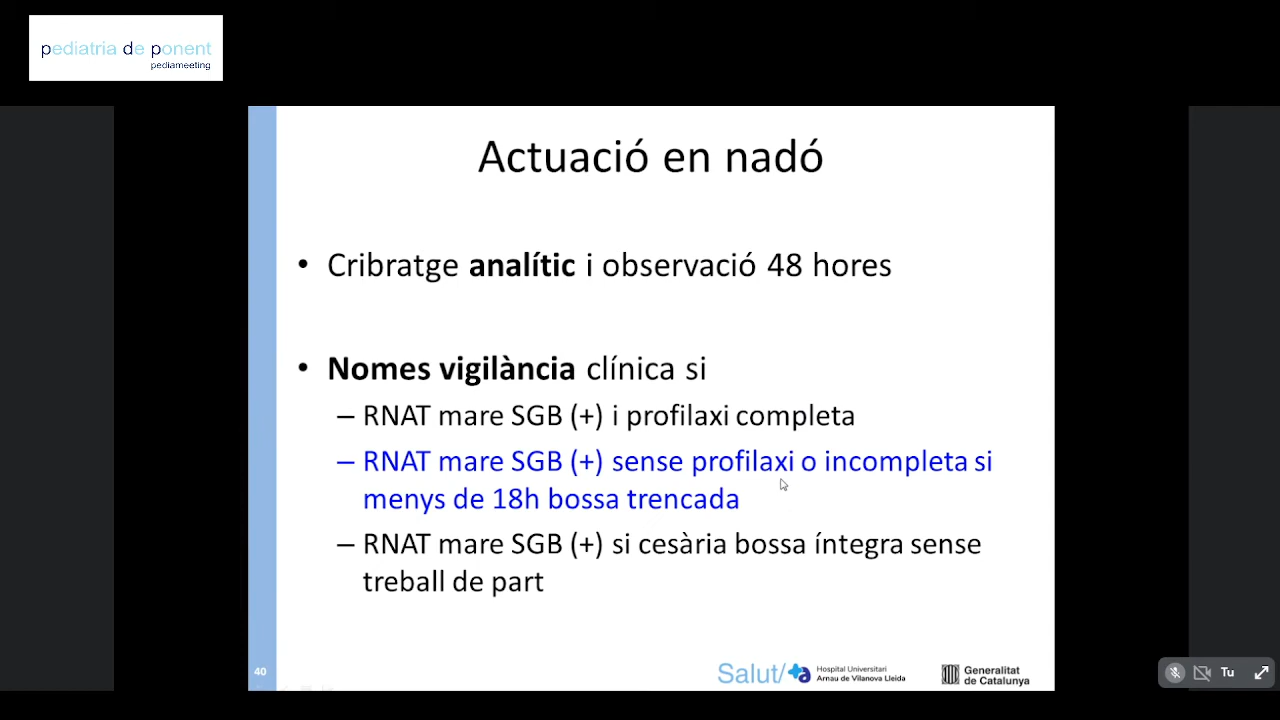 pediatria de ponent
pediameeting
Actuació en nadó
• Cribratge analític i observació 48 hores
• Nomes vigilància clínica si
– RNAT mare SGB (+) i profilaxi completa
– RNAT mare SGB (+) sense profilaxi o incompleta si
menys de 18h bossa trencada
– RNAT mare SGB (+) si cesària bossa íntegra sense
treball de part
40
Salut/
Hospital Universitari
Arnau de Vilanova Lleida
Generalitat
de Catalunya
Tu